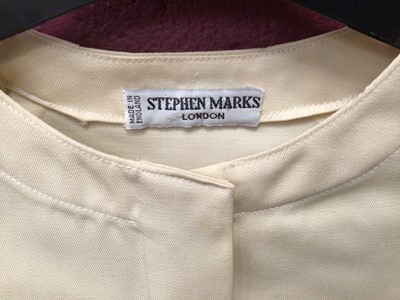 MADE IN
ENGLAND
STEPHEN MARKS
LONDON